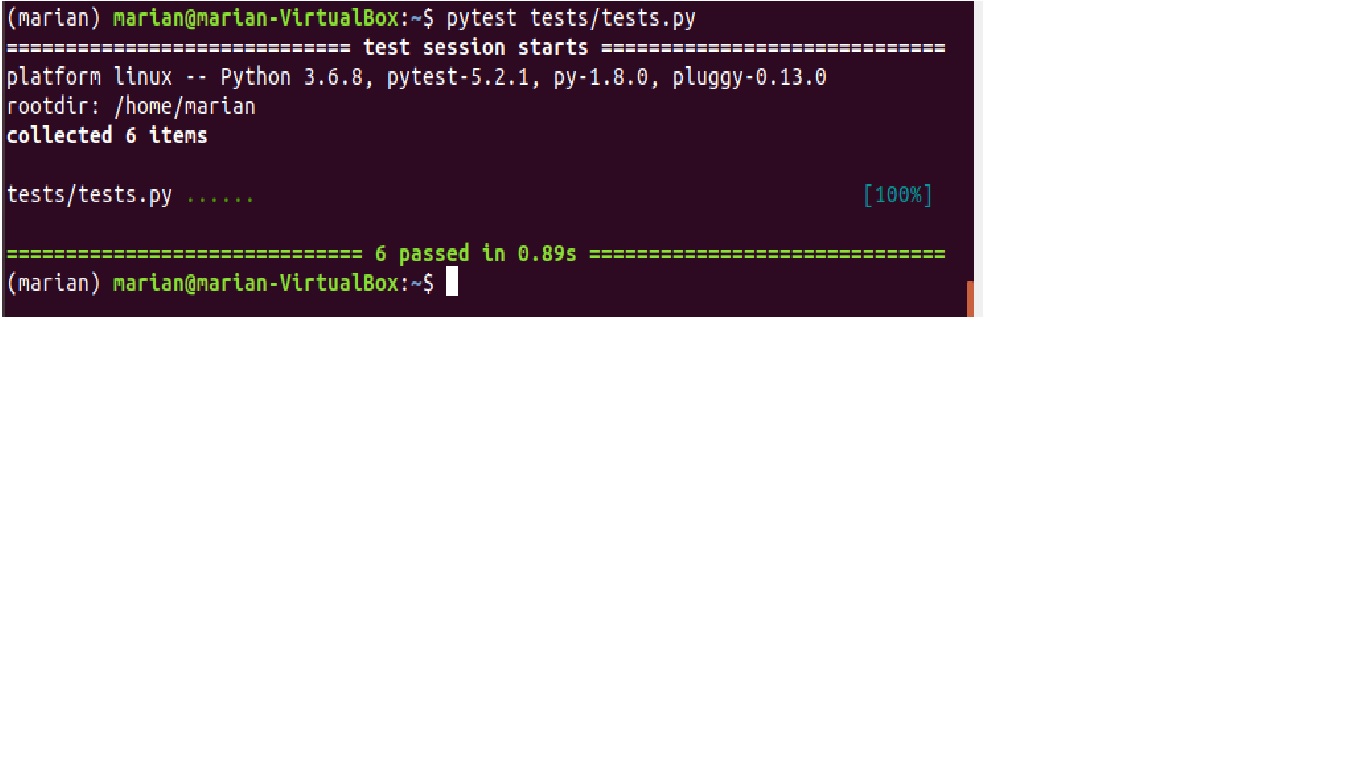 (marian) marian@marian-VirtualBox:~$ pytest tests/tests.py
============================= test session starts =============================
platform linux -- Python 3.6.8, pytest-5.2.1, py-1.8.0, pluggy-0.13.0
rootdir: /home/marian
collected 6 items
tests/tests.py ...... [100%]
============================== 6 passed in 0.89s ==============================
(marian) marian@marian-VirtualBox:~$